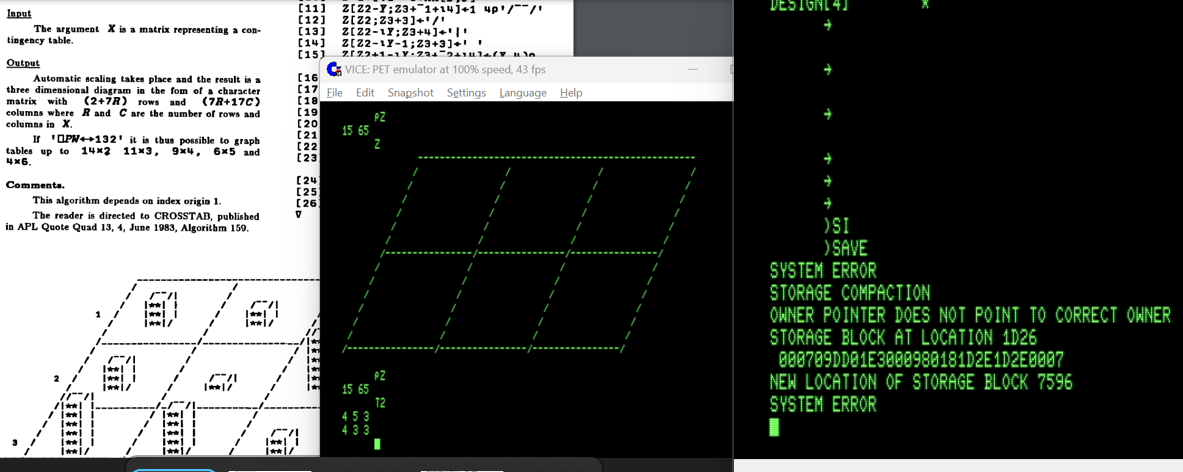 Input
The argument X is a matrix representing a con-
tingency table.
Output
Automatic scaling takes place and the result is a
three dimensional diagram in the fom of a character
matrix with (2+7R) rows and (7R+17C)
columns where R and C are the number of rows and
columns in X.
If '⎕PW↔132' it is thus possible to graph
tables up to 14×2 11×3, 9×4, 6×5 and
4×6.
Comments.
This algorithm depends on index origin 1.
The reader is directed to CROSSTAB, published
in APL Quote Quad 13, 4, June 1983, Algorithm 159.
1
2
3
[11] Z[Z2-Y;Z3+¯1+⍳4]←1 4⍴'/¯¯/'
[12] Z[Z2;Z3+3]←'/'
[13] Z[Z2-⍳Y;Z3+4]←'|'
[14] Z[Z2-⍳Y-1;Z3+3]←' '
[15]
[16
[17
[18
[19
[20
[21
[22
[23
[24
[25
[26
∇
VICE: PET emulator at 100% speed, 43 fps
File Edit Snapshot Settings Language Help
⍴Z
15 65
Z
⍴Z
15 65
T2
4 5 3
4 3 3
DESIGN[4] *
→
→
→
→
→
→
)SI
)SAVE
SYSTEM ERROR
STORAGE COMPACTION
OWNER POINTER DOES NOT POINT TO CORRECT OWNER
STORAGE BLOCK AT LOCATION 1D26
000709DD01E3000980181D2E1D2E0007
NEW LOCATION OF STORAGE BLOCK 7596
SYSTEM ERROR